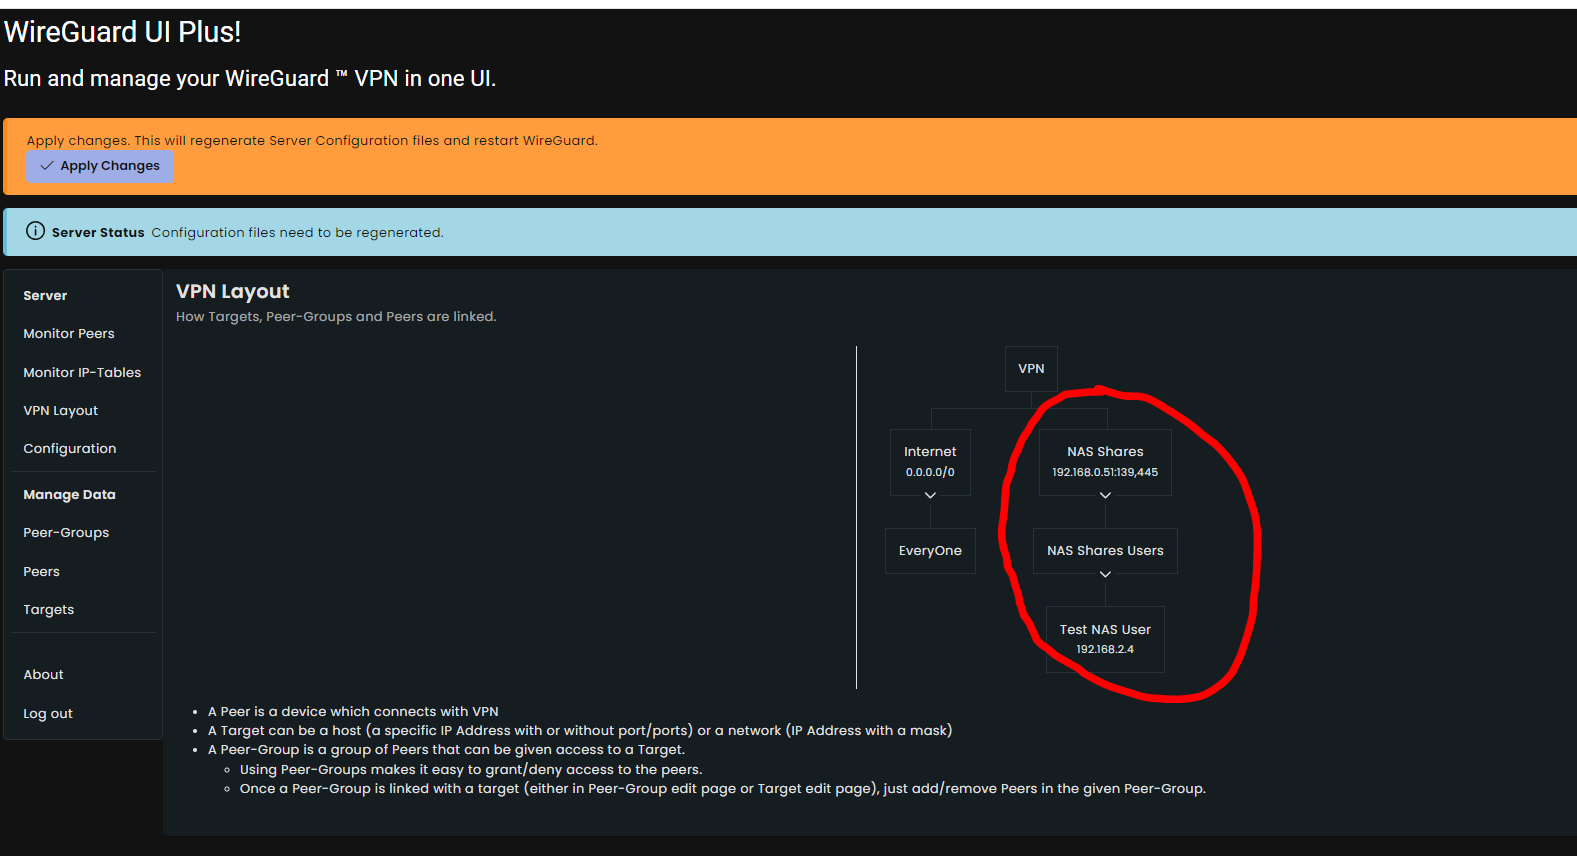 WireGuard UI Plus!
Run and manage your WireGuard ™ VPN in one UI.
Apply changes. This will regenerate Server Configuration files and restart WireGuard.
Apply Changes
Server Status Configuration files need to be regenerated.
Server
Monitor Peers
Monitor IP-Tables
VPN Layout
Configuration
Manage Data
Peer-Groups
Peers
Targets
About
Log out
VPN Layout
How Targets, Peer-Groups and Peers are linked.
VPN
Internet
0.0.0.0/0
EveryOne
NAS Shares
192.168.0.51:139,445
NAS Shares Users
Test NAS User
192.168.2.4
A Peer is a device which connects with VPN
A Target can be a host (a specific IP Address with or without port/ports) or a network (IP Address with a mask)
A Peer-Group is a group of Peers that can be given access to a Target.
Using Peer-Groups makes it easy to grant/deny access to the peers.
Once a Peer-Group is linked with a target (either in Peer-Group edit page or Target edit page), just add/remove Peers in the given Peer-Group.